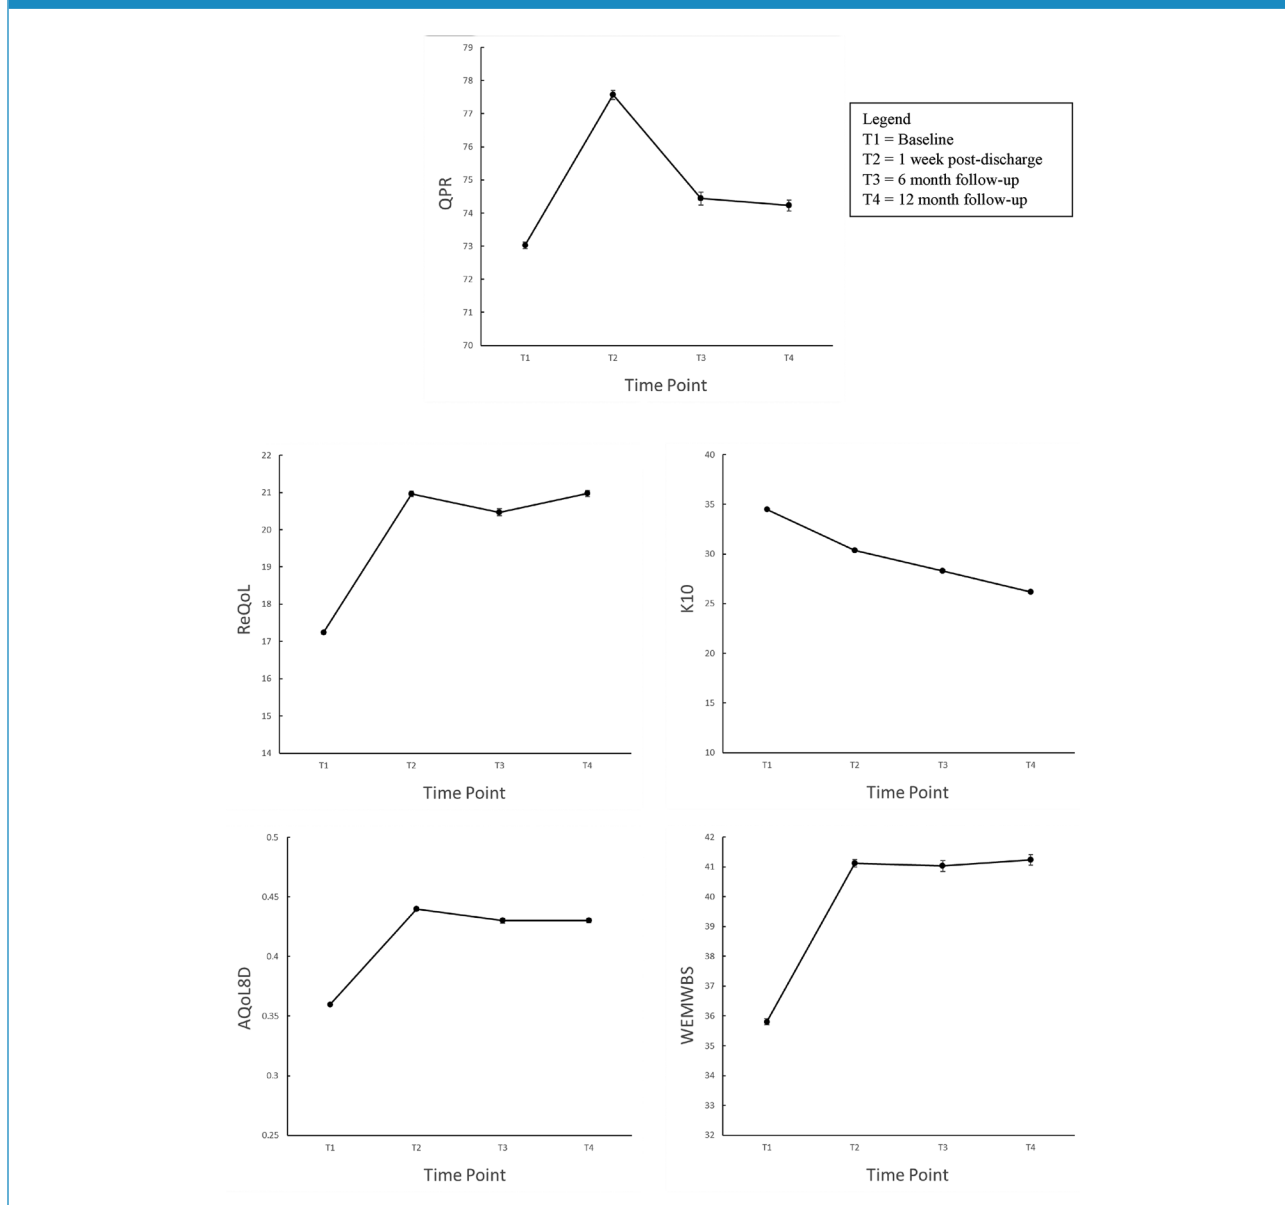 79
78
77
76
75
74
73
72
71
70
QPR
T1 T2 T3 T4
Time Point
Legend
T1 = Baseline
T2 = 1 week post-discharge
T3 = 6 month follow-up
T4 = 12 month follow-up
22
21
20
19
18
17
16
15
14
ReQoL
T1 T2 T3 T4
Time Point
40
35
30
25
20
15
10
K10
T1 T2 T3 T4
Time Point
0.5
0.45
0.4
0.35
0.3
0.25
AQoL8D
T1 T2 T3 T4
Time Point
42
41
40
39
38
37
36
35
34
33
32
WEMWBS
T1 T2 T3 T4
Time Point